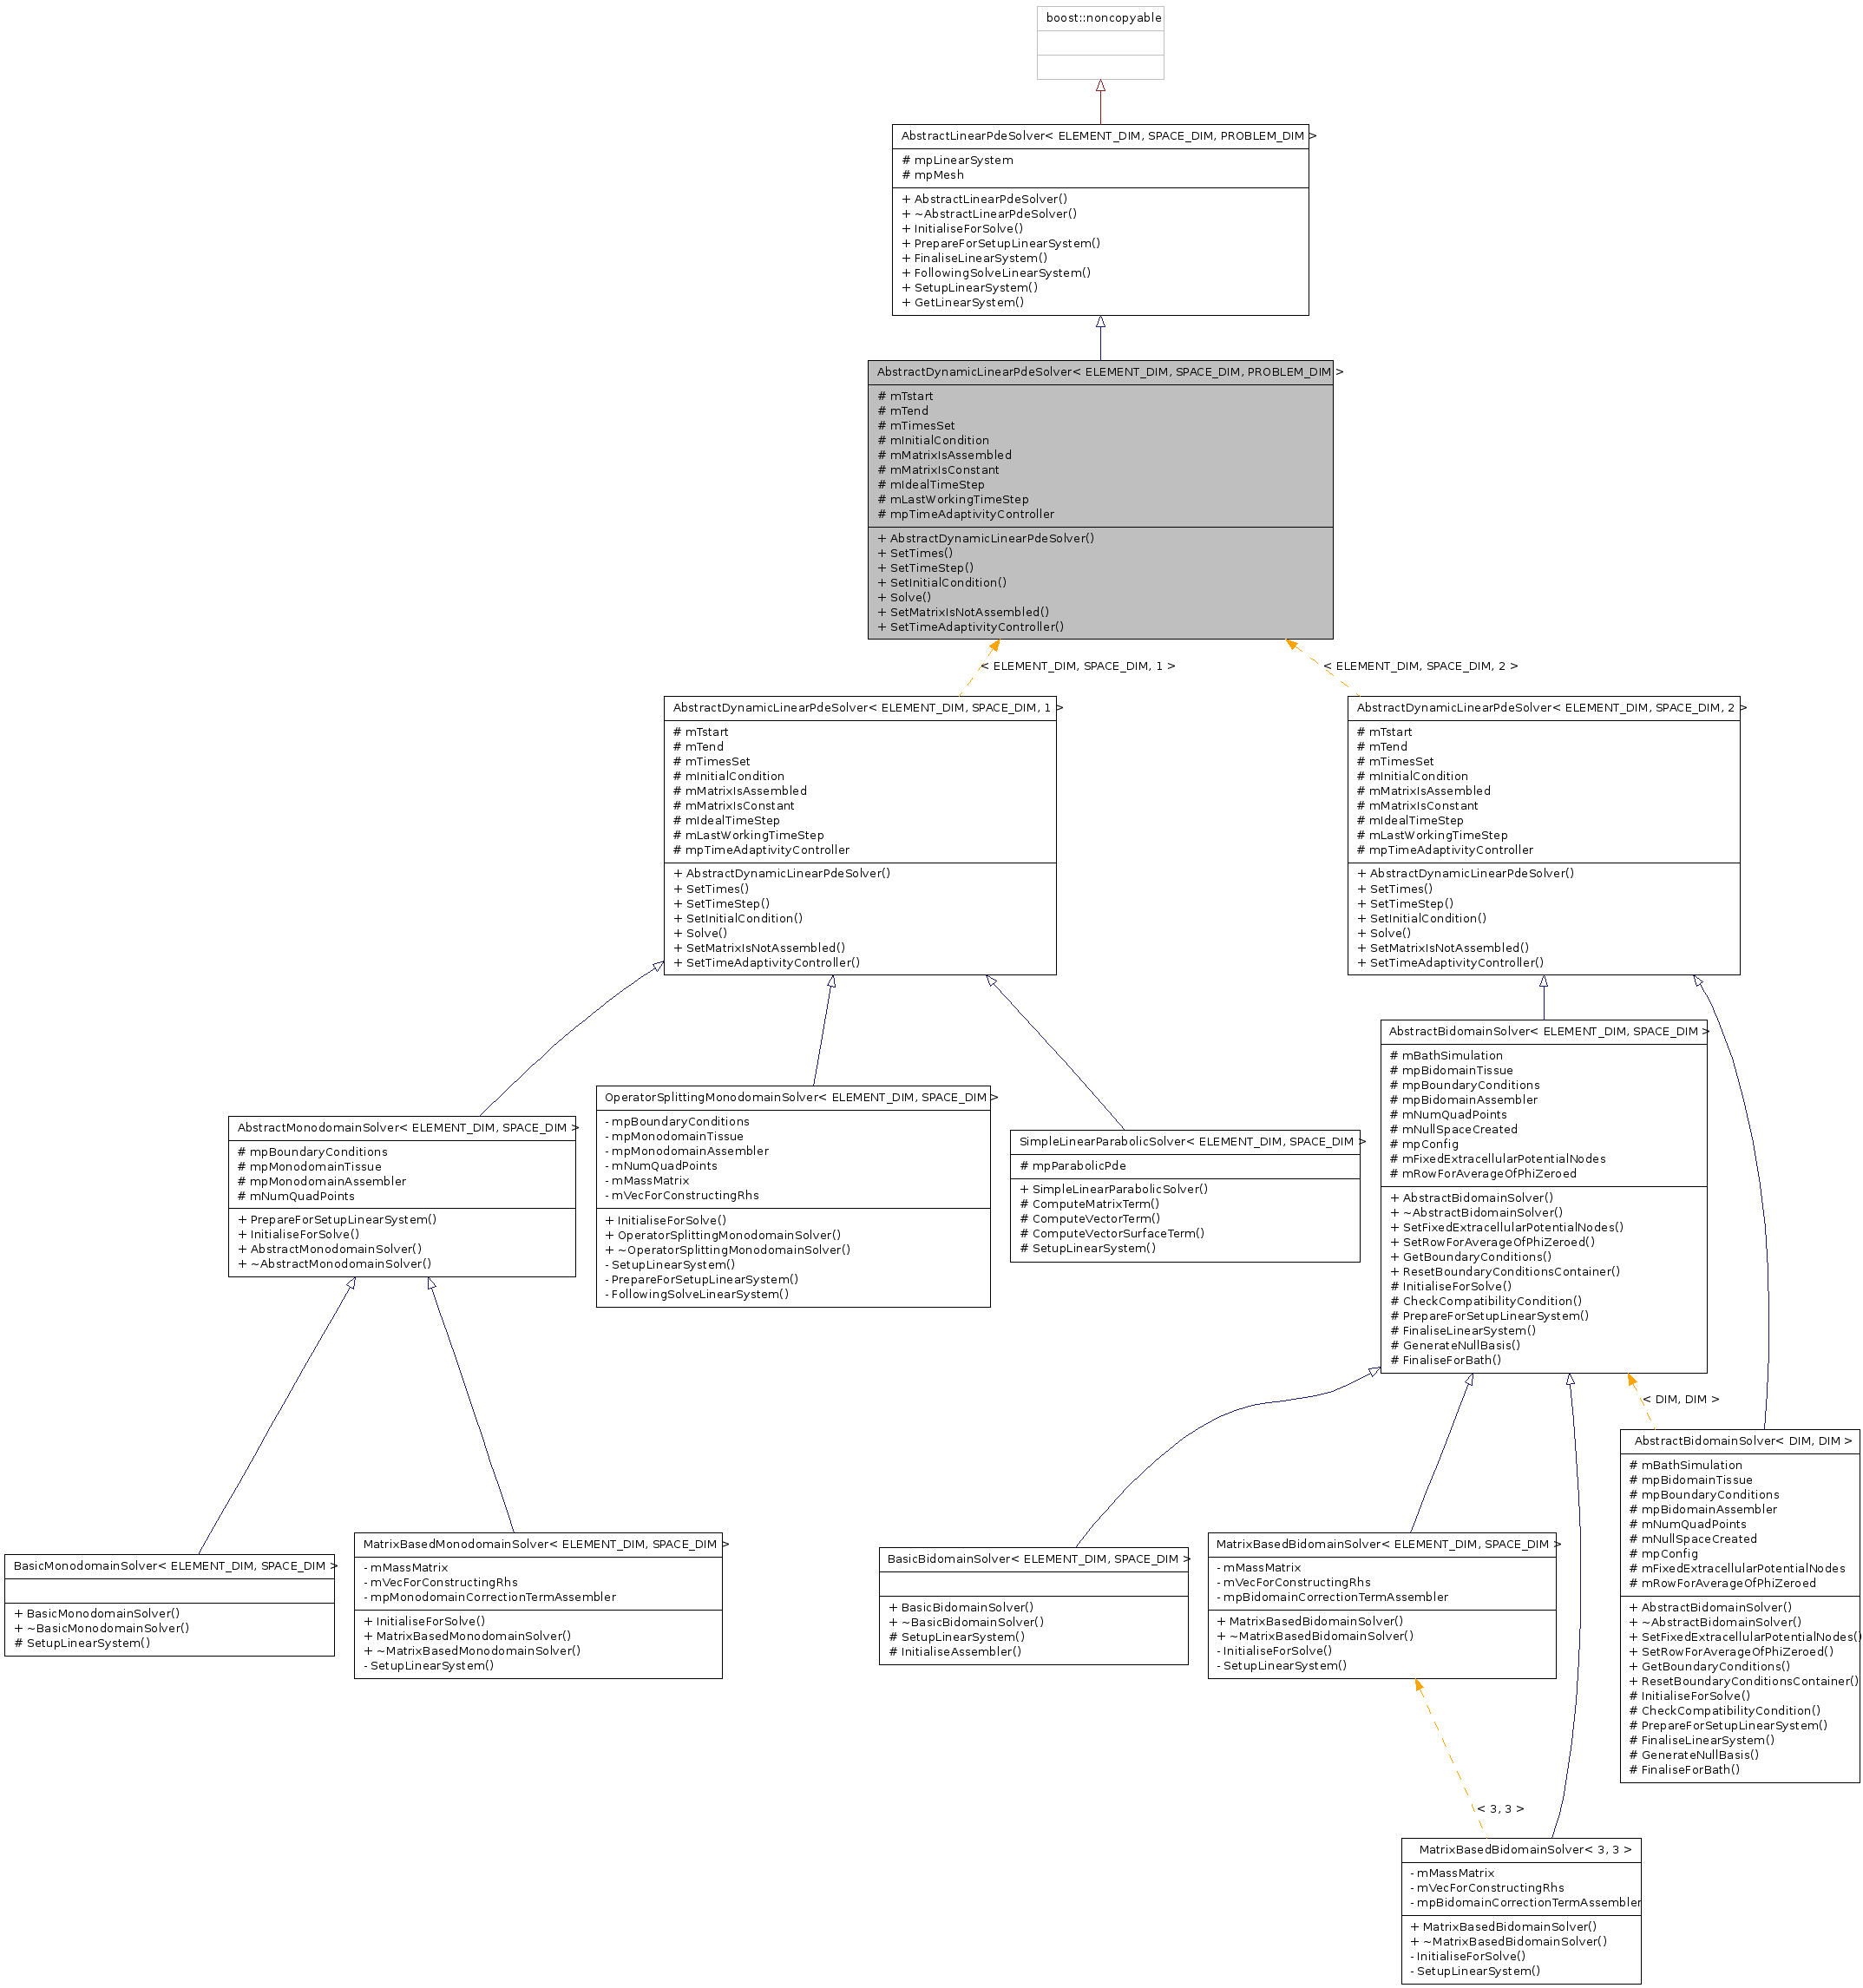 boost::noncopyable
AbstractLinearPdeSolver< ELEMENT_DIM, SPACE_DIM, PROBLEM_DIM >
# mpLinearSystem
# mpMesh
+ AbstractLinearPdeSolver()
+ ~AbstractLinearPdeSolver()
+ InitialiseForSolve()
+ PrepareForSetupLinearSystem()
+ FinaliseLinearSystem()
+ FollowingSolveLinearSystem()
+ SetupLinearSystem()
+ GetLinearSystem()
AbstractDynamicLinearPdeSolver< ELEMENT_DIM, SPACE_DIM, PROBLEM_DIM >
# mTstart
# mTend
# mTimesSet
# mInitialCondition
# mMatrixIsAssembled
# mMatrixIsConstant
# mIdealTimeStep
# mLastWorkingTimeStep
# mpTimeAdaptivityController
+ AbstractDynamicLinearPdeSolver()
+ SetTimes()
+ SetTimeStep()
+ SetInitialCondition()
+ Solve()
+ SetMatrixIsNotAssembled()
+ SetTimeAdaptivityController()
< ELEMENT_DIM, SPACE_DIM, 1 >
< ELEMENT_DIM, SPACE_DIM, 2 >
AbstractDynamicLinearPdeSolver< ELEMENT_DIM, SPACE_DIM, 1 >
# mTstart
# mTend
# mTimesSet
# mInitialCondition
# mMatrixIsAssembled
# mMatrixIsConstant
# mIdealTimeStep
# mLastWorkingTimeStep
# mpTimeAdaptivityController
+ AbstractDynamicLinearPdeSolver()
+ SetTimes()
+ SetTimeStep()
+ SetInitialCondition()
+ Solve()
+ SetMatrixIsNotAssembled()
+ SetTimeAdaptivityController()
AbstractDynamicLinearPdeSolver< ELEMENT_DIM, SPACE_DIM, 2 >
# mTstart
# mTend
# mTimesSet
# mInitialCondition
# mMatrixIsAssembled
# mMatrixIsConstant
# mIdealTimeStep
# mLastWorkingTimeStep
# mpTimeAdaptivityController
+ AbstractDynamicLinearPdeSolver()
+ SetTimes()
+ SetTimeStep()
+ SetInitialCondition()
+ Solve()
+ SetMatrixIsNotAssembled()
+ SetTimeAdaptivityController()
AbstractMonodomainSolver< ELEMENT_DIM, SPACE_DIM >
# mpBoundaryConditions
# mpMonodomainTissue
# mpMonodomainAssembler
# mNumQuadPoints
+ PrepareForSetupLinearSystem()
+ InitialiseForSolve()
+ AbstractMonodomainSolver()
+ ~AbstractMonodomainSolver()
OperatorSplittingMonodomainSolver< ELEMENT_DIM, SPACE_DIM >
- mpBoundaryConditions
- mpMonodomainTissue
- mpMonodomainAssembler
- mNumQuadPoints
- mMassMatrix
- mVecForConstructingRhs
+ InitialiseForSolve()
+ OperatorSplittingMonodomainSolver()
+ ~OperatorSplittingMonodomainSolver()
- SetupLinearSystem()
- PrepareForSetupLinearSystem()
- FollowingSolveLinearSystem()
SimpleLinearParabolicSolver< ELEMENT_DIM, SPACE_DIM >
# mpParabolicPde
+ SimpleLinearParabolicSolver()
# ComputeMatrixTerm()
# ComputeVectorTerm()
# ComputeVectorSurfaceTerm()
# SetupLinearSystem()
AbstractBidomainSolver< ELEMENT_DIM, SPACE_DIM >
# mBathSimulation
# mpBidomainTissue
# mpBoundaryConditions
# mpBidomainAssembler
# mNumQuadPoints
# mNullSpaceCreated
# mpConfig
# mFixedExtracellularPotentialNodes
# mRowForAverageOfPhiZeroed
+ AbstractBidomainSolver()
+ ~AbstractBidomainSolver()
+ SetFixedExtracellularPotentialNodes()
+ SetRowForAverageOfPhiZeroed()
+ GetBoundaryConditions()
+ ResetBoundaryConditionsContainer()
# InitialiseForSolve()
# CheckCompatibilityCondition()
# PrepareForSetupLinearSystem()
# FinaliseLinearSystem()
# GenerateNullBasis()
# FinaliseForBath()
< DIM, DIM >
BasicMonodomainSolver< ELEMENT_DIM, SPACE_DIM >
+ BasicMonodomainSolver()
+ ~BasicMonodomainSolver()
# SetupLinearSystem()
MatrixBasedMonodomainSolver< ELEMENT_DIM, SPACE_DIM >
- mMassMatrix
- mVecForConstructingRhs
- mpMonodomainCorrectionTermAssembler
+ InitialiseForSolve()
+ MatrixBasedMonodomainSolver()
+ ~MatrixBasedMonodomainSolver()
- SetupLinearSystem()
BasicBidomainSolver< ELEMENT_DIM, SPACE_DIM >
+ BasicBidomainSolver()
+ ~BasicBidomainSolver()
# SetupLinearSystem()
# InitialiseAssembler()
MatrixBasedBidomainSolver< ELEMENT_DIM, SPACE_DIM >
- mMassMatrix
- mVecForConstructingRhs
- mpBidomainCorrectionTermAssembler
+ MatrixBasedBidomainSolver()
+ ~MatrixBasedBidomainSolver()
- InitialiseForSolve()
- SetupLinearSystem()
AbstractBidomainSolver< DIM, DIM >
# mBathSimulation
# mpBidomainTissue
# mpBoundaryConditions
# mpBidomainAssembler
# mNumQuadPoints
# mNullSpaceCreated
# mpConfig
# mFixedExtracellularPotentialNodes
# mRowForAverageOfPhiZeroed
+ AbstractBidomainSolver()
+ ~AbstractBidomainSolver()
+ SetFixedExtracellularPotentialNodes()
+ SetRowForAverageOfPhiZeroed()
+ GetBoundaryConditions()
+ ResetBoundaryConditionsContainer()
# InitialiseForSolve()
# CheckCompatibilityCondition()
# PrepareForSetupLinearSystem()
# FinaliseLinearSystem()
# GenerateNullBasis()
# FinaliseForBath()
< 3, 3 >
MatrixBasedBidomainSolver< 3, 3 >
- mMassMatrix
- mVecForConstructingRhs
- mpBidomainCorrectionTermAssembler
+ MatrixBasedBidomainSolver()
+ ~MatrixBasedBidomainSolver()
- InitialiseForSolve()
- SetupLinearSystem()